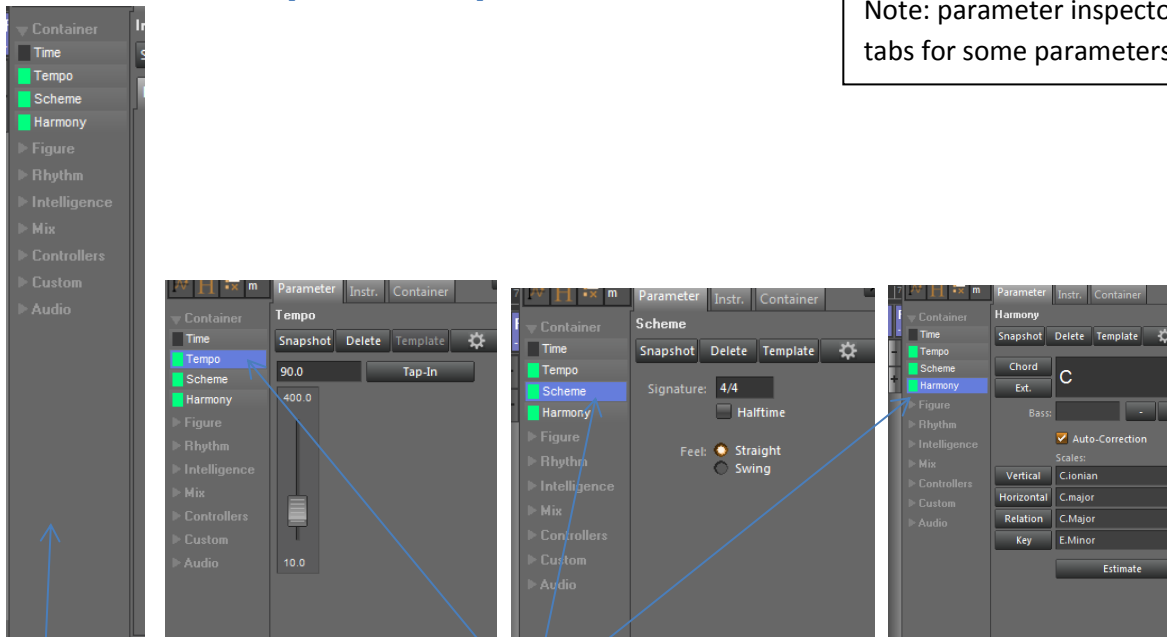 Note: parameter inspecto
tabs for some parameters
Container
Time
Tempo
Scheme
Harmony
Figure
Rhythm
Intelligence
Mix
Controllers
Custom
Audio
H m
Parameter Instr. Container
Container
Time
Tempo
Scheme
Harmony
Figure
Rhythm
Intelligence
Mix
Controllers
Custom
Audio
Tempo
Snapshot Delete Template
90.0 Tap-In
400.0
10.0
m
Parameter Instr. Container
Container
Time
Tempo
Scheme
Harmony
Figure
Rhythm
Intelligence
Mix
Controllers
Custom
Audio
Scheme
Snapshot Delete Template
Signature: 4/4
Halftime
Feel: Straight
Swing
H m
Parameter Instr. Container
Container
Time
Tempo
Scheme
Harmony
Figure
Rhythm
Intelligence
Mix
Controllers
Custom
Audio
Harmony
Snapshot Delete Template
Chord C
Ext.
Bass: -
Auto-Correction
Scales:
Vertical C.ionian
Horizontal C.major
Relation C.Major
Key E.Minor
Estimate